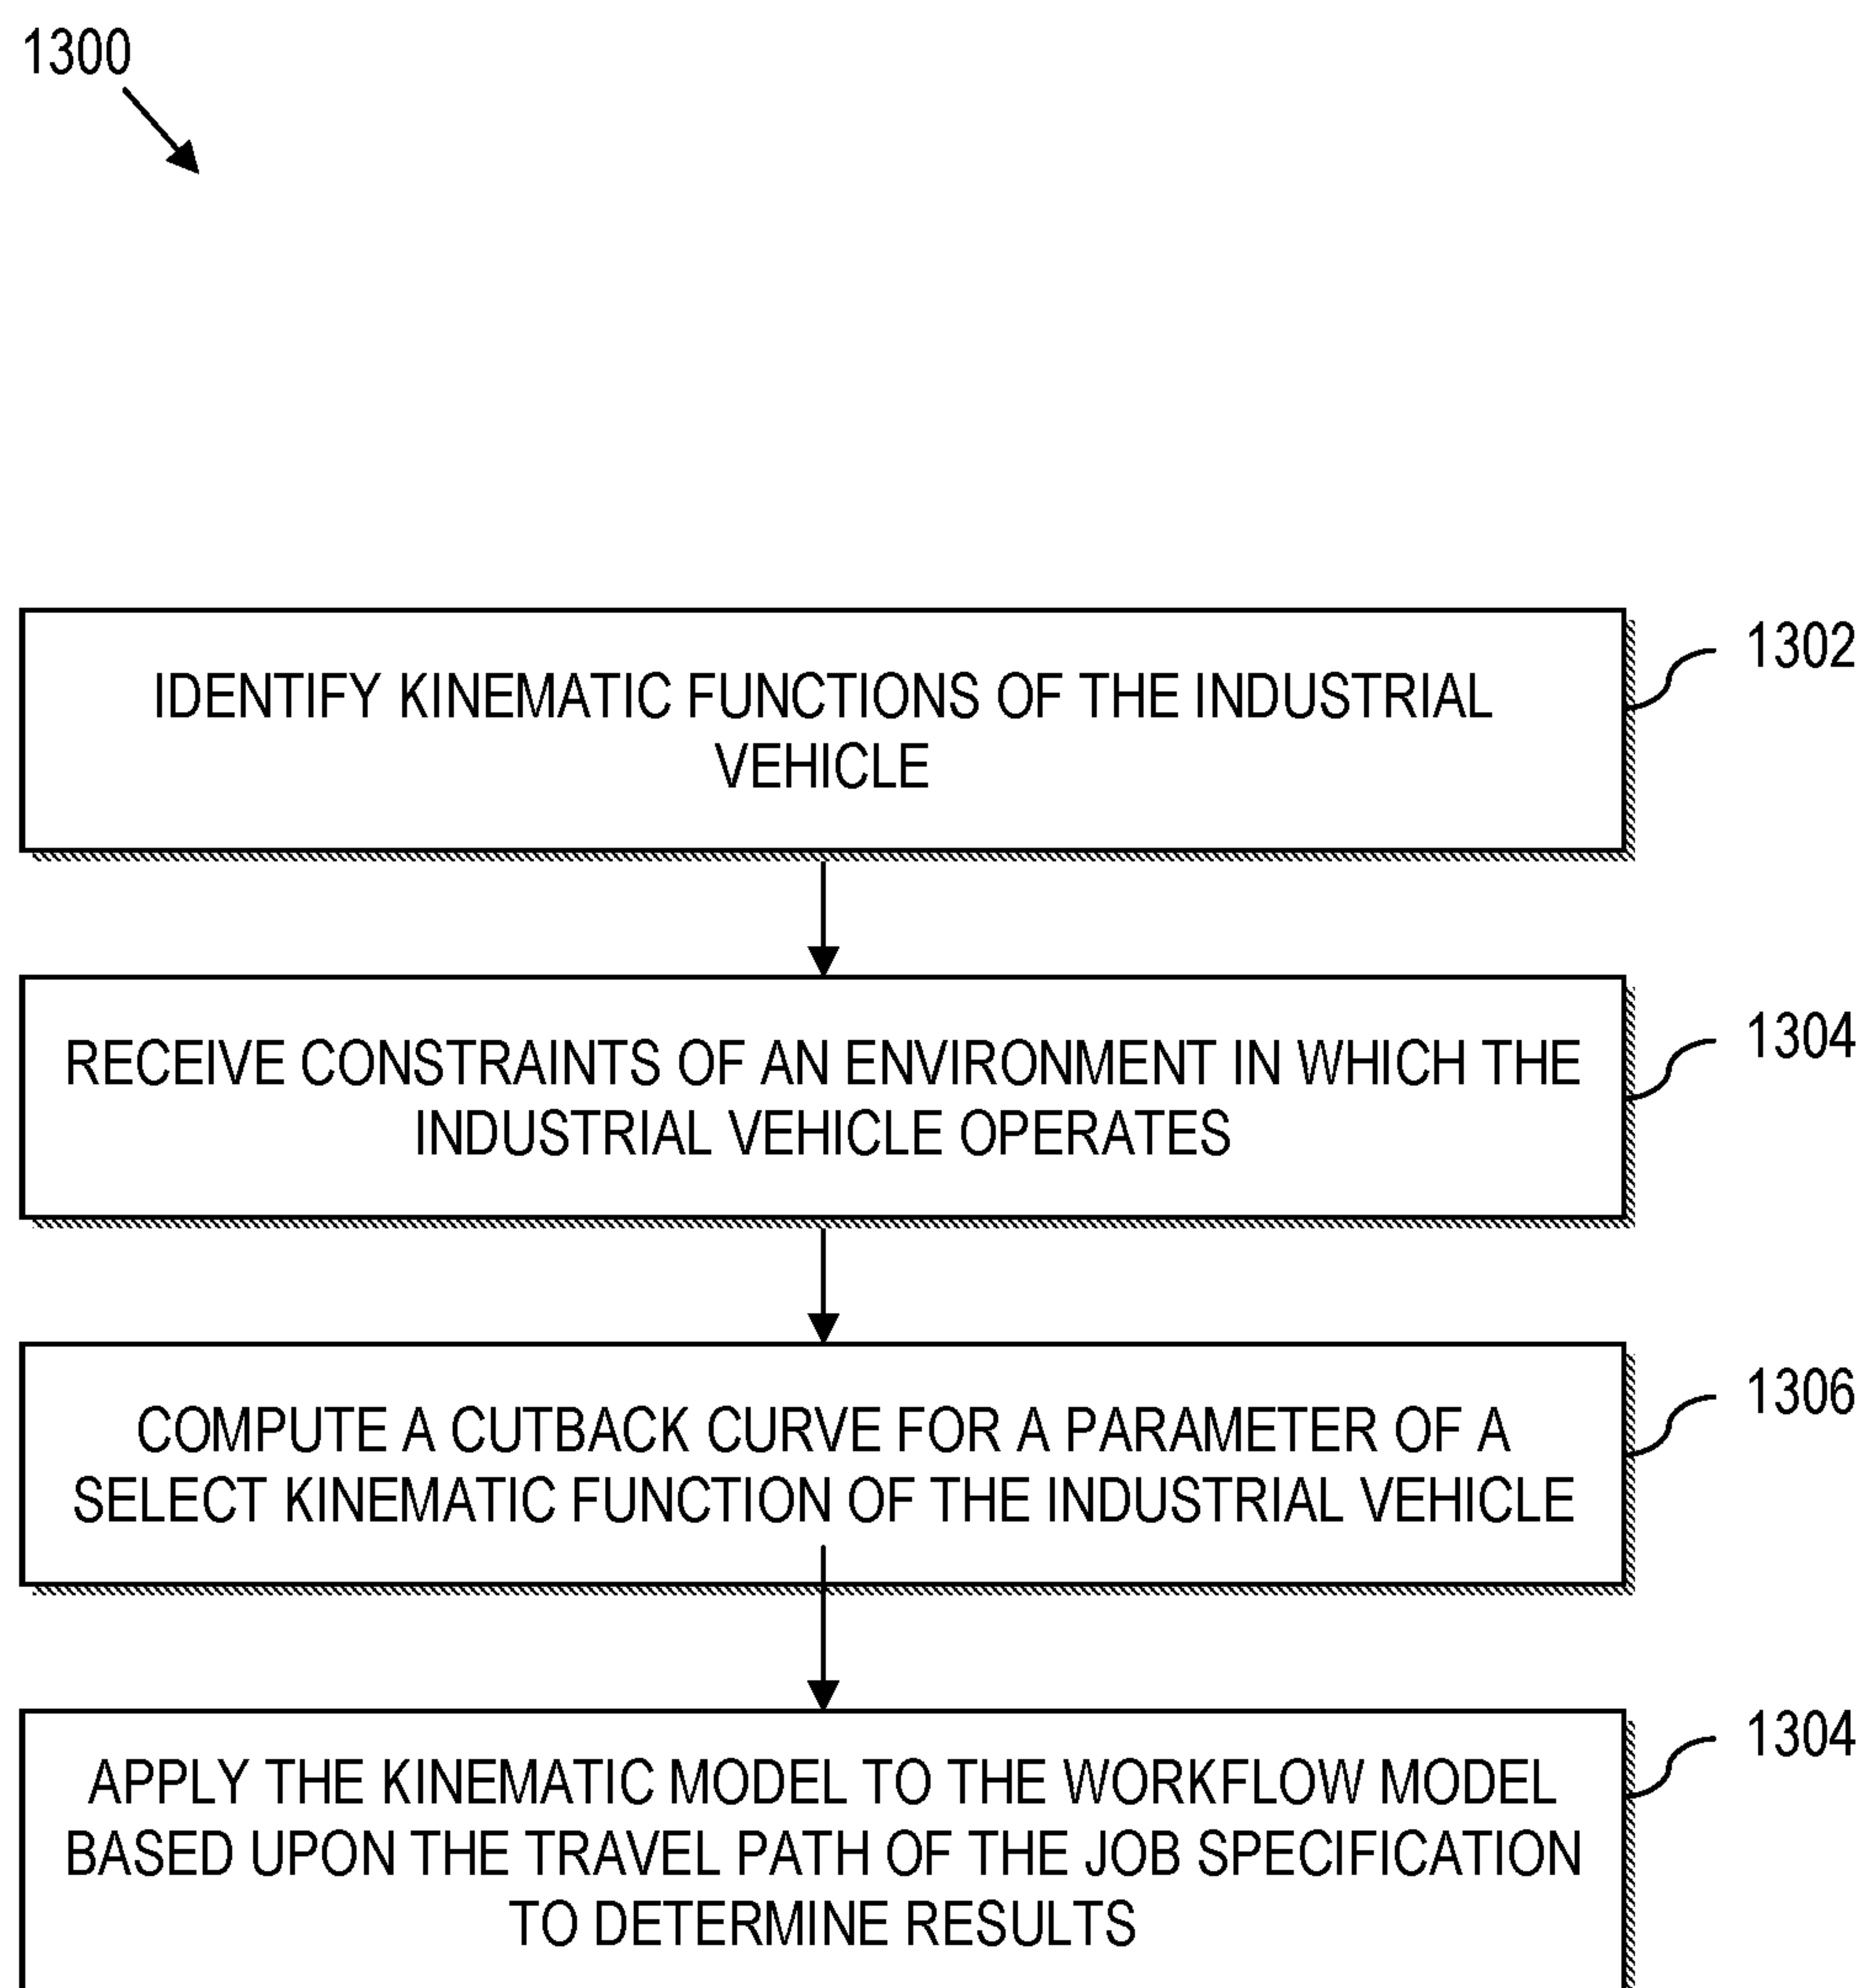 1300
IDENTIFY KINEMATIC FUNCTIONS OF THE INDUSTRIAL
VEHICLE
1302
RECEIVE CONSTRAINTS OF AN ENVIRONMENT IN WHICH THE
INDUSTRIAL VEHICLE OPERATES
1304
COMPUTE A CUTBACK CURVE FOR A PARAMETER OF A
SELECT KINEMATIC FUNCTION OF THE INDUSTRIAL VEHICLE
1306
APPLY THE KINEMATIC MODEL TO THE WORKFLOW MODEL
BASED UPON THE TRAVEL PATH OF THE JOB SPECIFICATION
TO DETERMINE RESULTS
1304